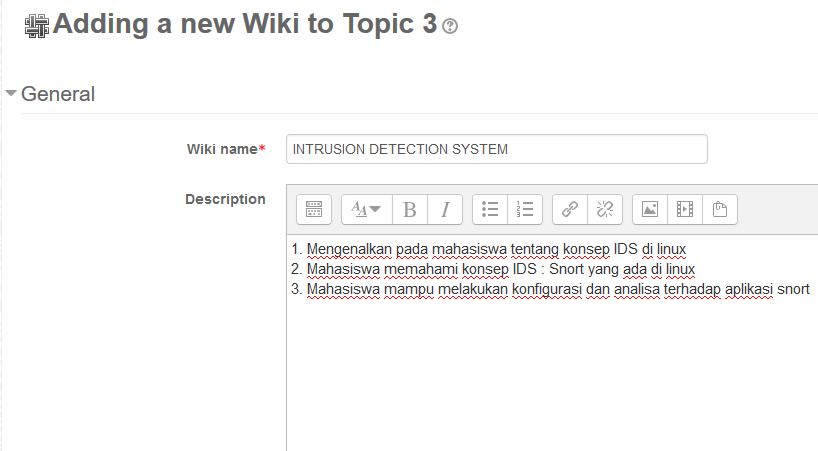 Adding a new Wiki to Topic 3
General
Wiki name*
INTRUSION DETECTION SYSTEM
Description
1. Mengenalkan pada mahasiswa tentang konsep IDS di linux
2. Mahasiswa memahami konsep IDS : Snort yang ada di linux
3. Mahasiswa mampu melakukan konfigurasi dan analisa terhadap aplikasi snort